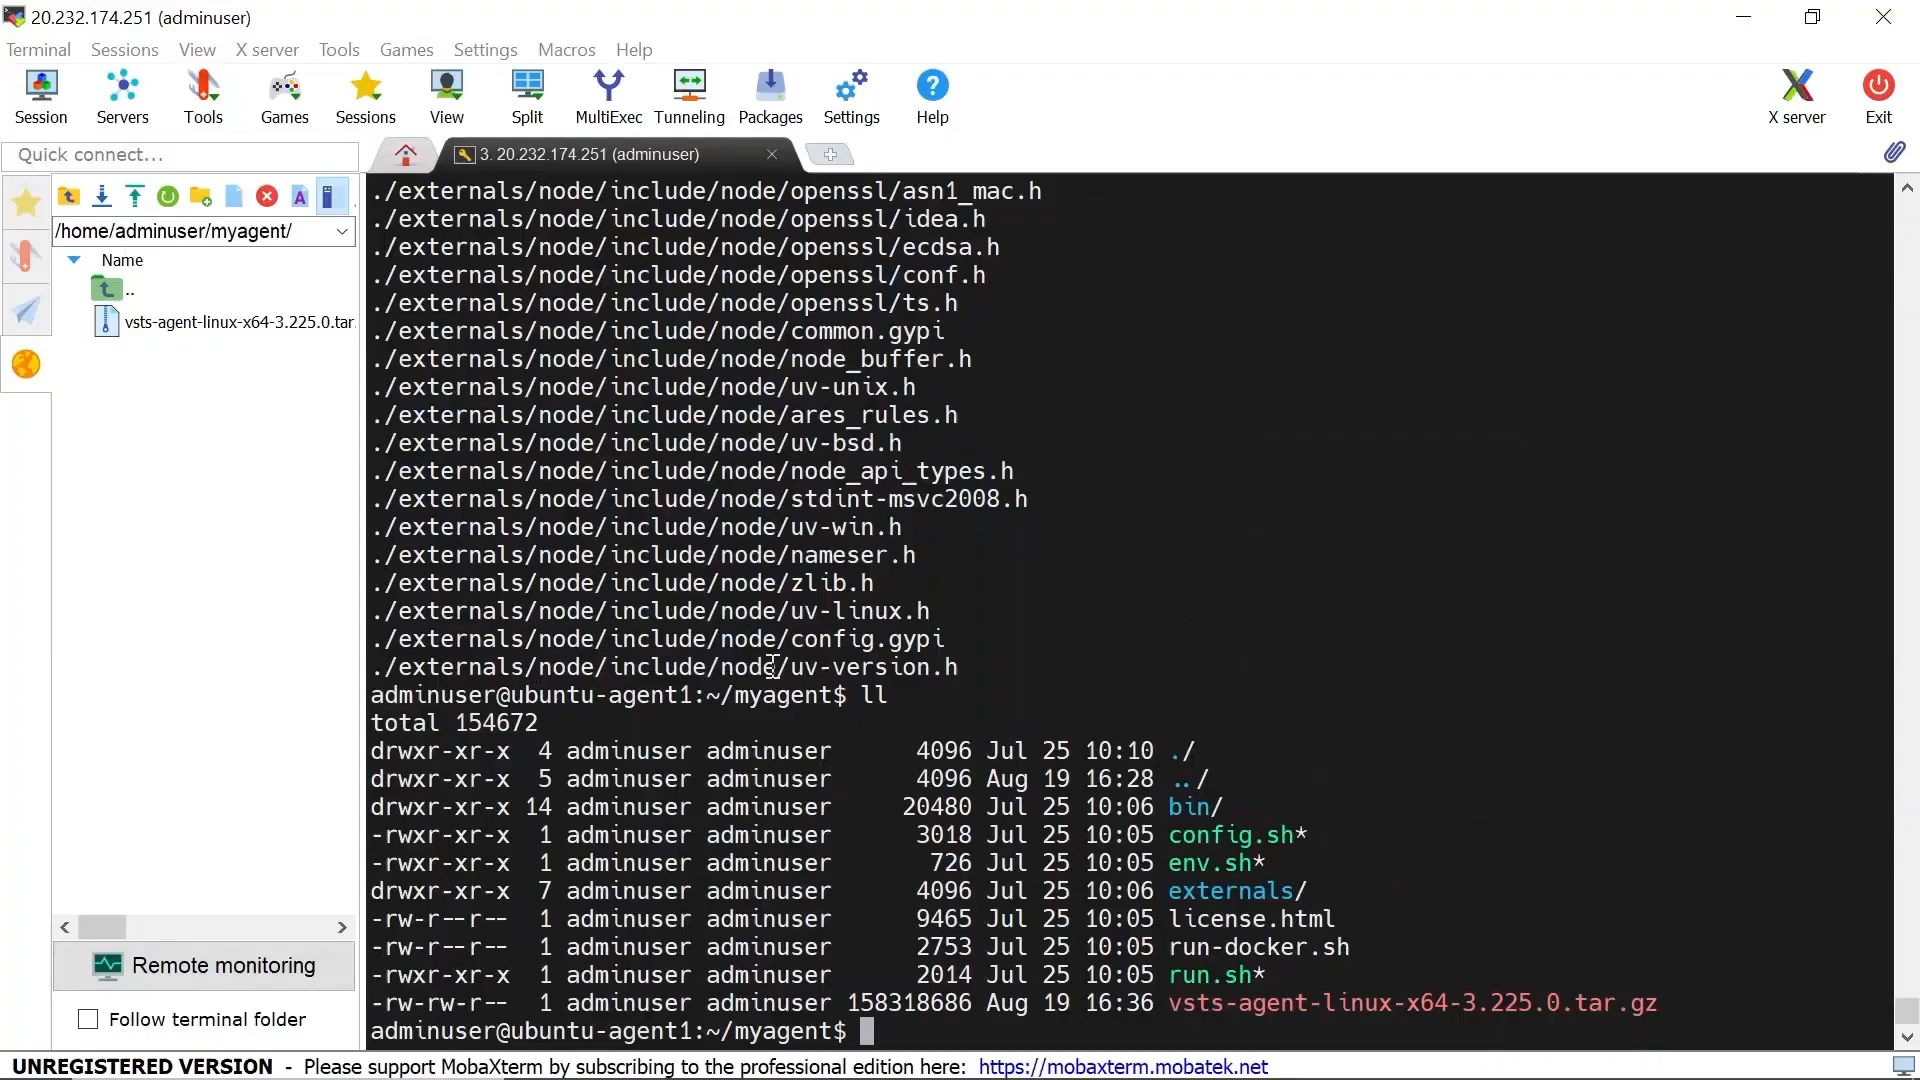 20.232.174.251 (adminuser)
Terminal Sessions View X server Tools Games Settings Macros Help
Session Servers Tools Games Sessions View Split MultiExec Tunneling Packages Settings Help X server Exit
Quick connect...
3. 20.232.174.251 (adminuser)
/home/adminuser/myagent/
Name
..
vsts-agent-linux-x64-3.225.0.tar.
Remote monitoring
Follow terminal folder
./externals/node/include/node/openssl/asn1_mac.h
./externals/node/include/node/openssl/idea.h
./externals/node/include/node/openssl/ecdsa.h
./externals/node/include/node/openssl/conf.h
./externals/node/include/node/openssl/ts.h
./externals/node/include/node/common.gypi
./externals/node/include/node/node_buffer.h
./externals/node/include/node/uv-unix.h
./externals/node/include/node/ares_rules.h
./externals/node/include/node/uv-bsd.h
./externals/node/include/node/node_api_types.h
./externals/node/include/node/stdint-msvc2008.h
./externals/node/include/node/uv-win.h
./externals/node/include/node/nameser.h
./externals/node/include/node/zlib.h
./externals/node/include/node/uv-linux.h
./externals/node/include/node/config.gypi
./externals/node/include/node/uv-version.h
adminuser@ubuntu-agent1:~/myagent$ ll
total 154672
drwxr-xr-x  4 adminuser adminuser      4096 Jul 25 10:10 ./
drwxr-xr-x  5 adminuser adminuser      4096 Aug 19 16:28 ../
drwxr-xr-x 14 adminuser adminuser     20480 Jul 25 10:06 bin/
-rwxr-xr-x  1 adminuser adminuser      3018 Jul 25 10:05 config.sh*
-rwxr-xr-x  1 adminuser adminuser       726 Jul 25 10:05 env.sh*
drwxr-xr-x  7 adminuser adminuser      4096 Jul 25 10:06 externals/
-rw-r--r--  1 adminuser adminuser      9465 Jul 25 10:05 license.html
-rw-r--r--  1 adminuser adminuser      2753 Jul 25 10:05 run-docker.sh
-rwxr-xr-x  1 adminuser adminuser      2014 Jul 25 10:05 run.sh*
-rw-rw-r--  1 adminuser adminuser 158318686 Aug 19 16:36 vsts-agent-linux-x64-3.225.0.tar.gz
adminuser@ubuntu-agent1:~/myagent$
UNREGISTERED VERSION - Please support MobaXterm by subscribing to the professional edition here: https://mobaxterm.mobatek.net